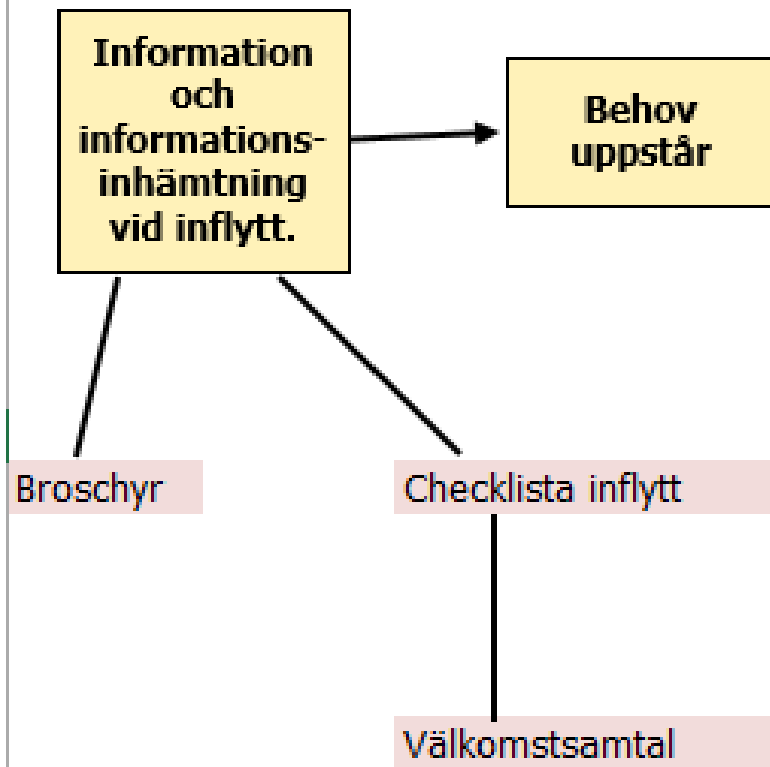 Information
och
informations-
inhämtning
vid inflytt.
Behov
uppstår
Broschyr
Checklista inflytt
Välkomstsamtal